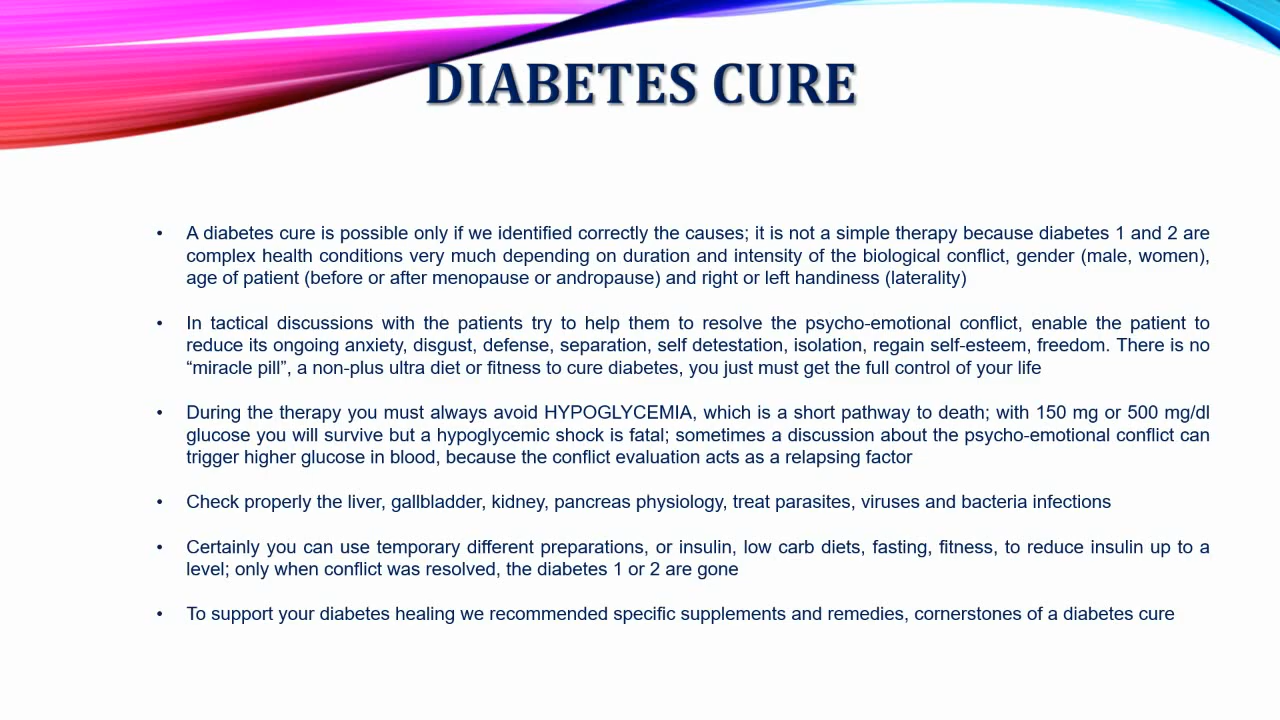 DIABETES CURE
• A diabetes cure is possible only if we identified correctly the causes; it is not a simple therapy because diabetes 1 and 2 are
complex health conditions very much depending on duration and intensity of the biological conflict, gender (male, women),
age of patient (before or after menopause or andropause) and right or left handiness (laterality)
• In tactical discussions with the patients try to help them to resolve the psycho-emotional conflict, enable the patient to
reduce its ongoing anxiety, disgust, defense, separation, self detestation, isolation, regain self-esteem, freedom. There is no
“miracle pill”, a non-plus ultra diet or fitness to cure diabetes, you just must get the full control of your life
• During the therapy you must always avoid HYPOGLYCEMIA, which is a short pathway to death; with 150 mg or 500 mg/dl
glucose you will survive but a hypoglycemic shock is fatal; sometimes a discussion about the psycho-emotional conflict can
trigger higher glucose in blood, because the conflict evaluation acts as a relapsing factor
• Check properly the liver, gallbladder, kidney, pancreas physiology, treat parasites, viruses and bacteria infections
• Certainly you can use temporary different preparations, or insulin, low carb diets, fasting, fitness, to reduce insulin up to a
level; only when conflict was resolved, the diabetes 1 or 2 are gone
• To support your diabetes healing we recommended specific supplements and remedies, cornerstones of a diabetes cure